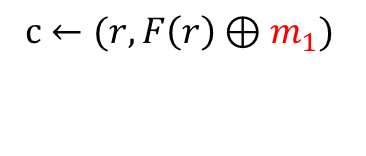 c ← (r, F(r) ⊕ m₁)